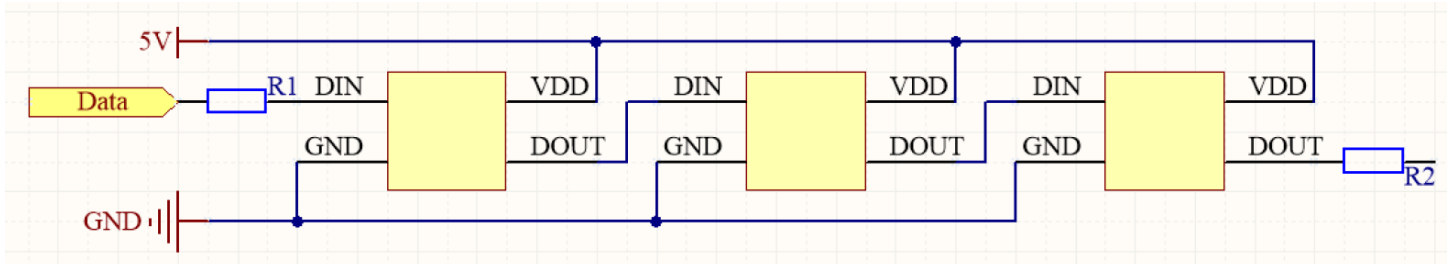 5V
Data R1 DIN VDD DIN VDD DIN VDD
GND DOUT GND DOUT GND DOUT R2
GND